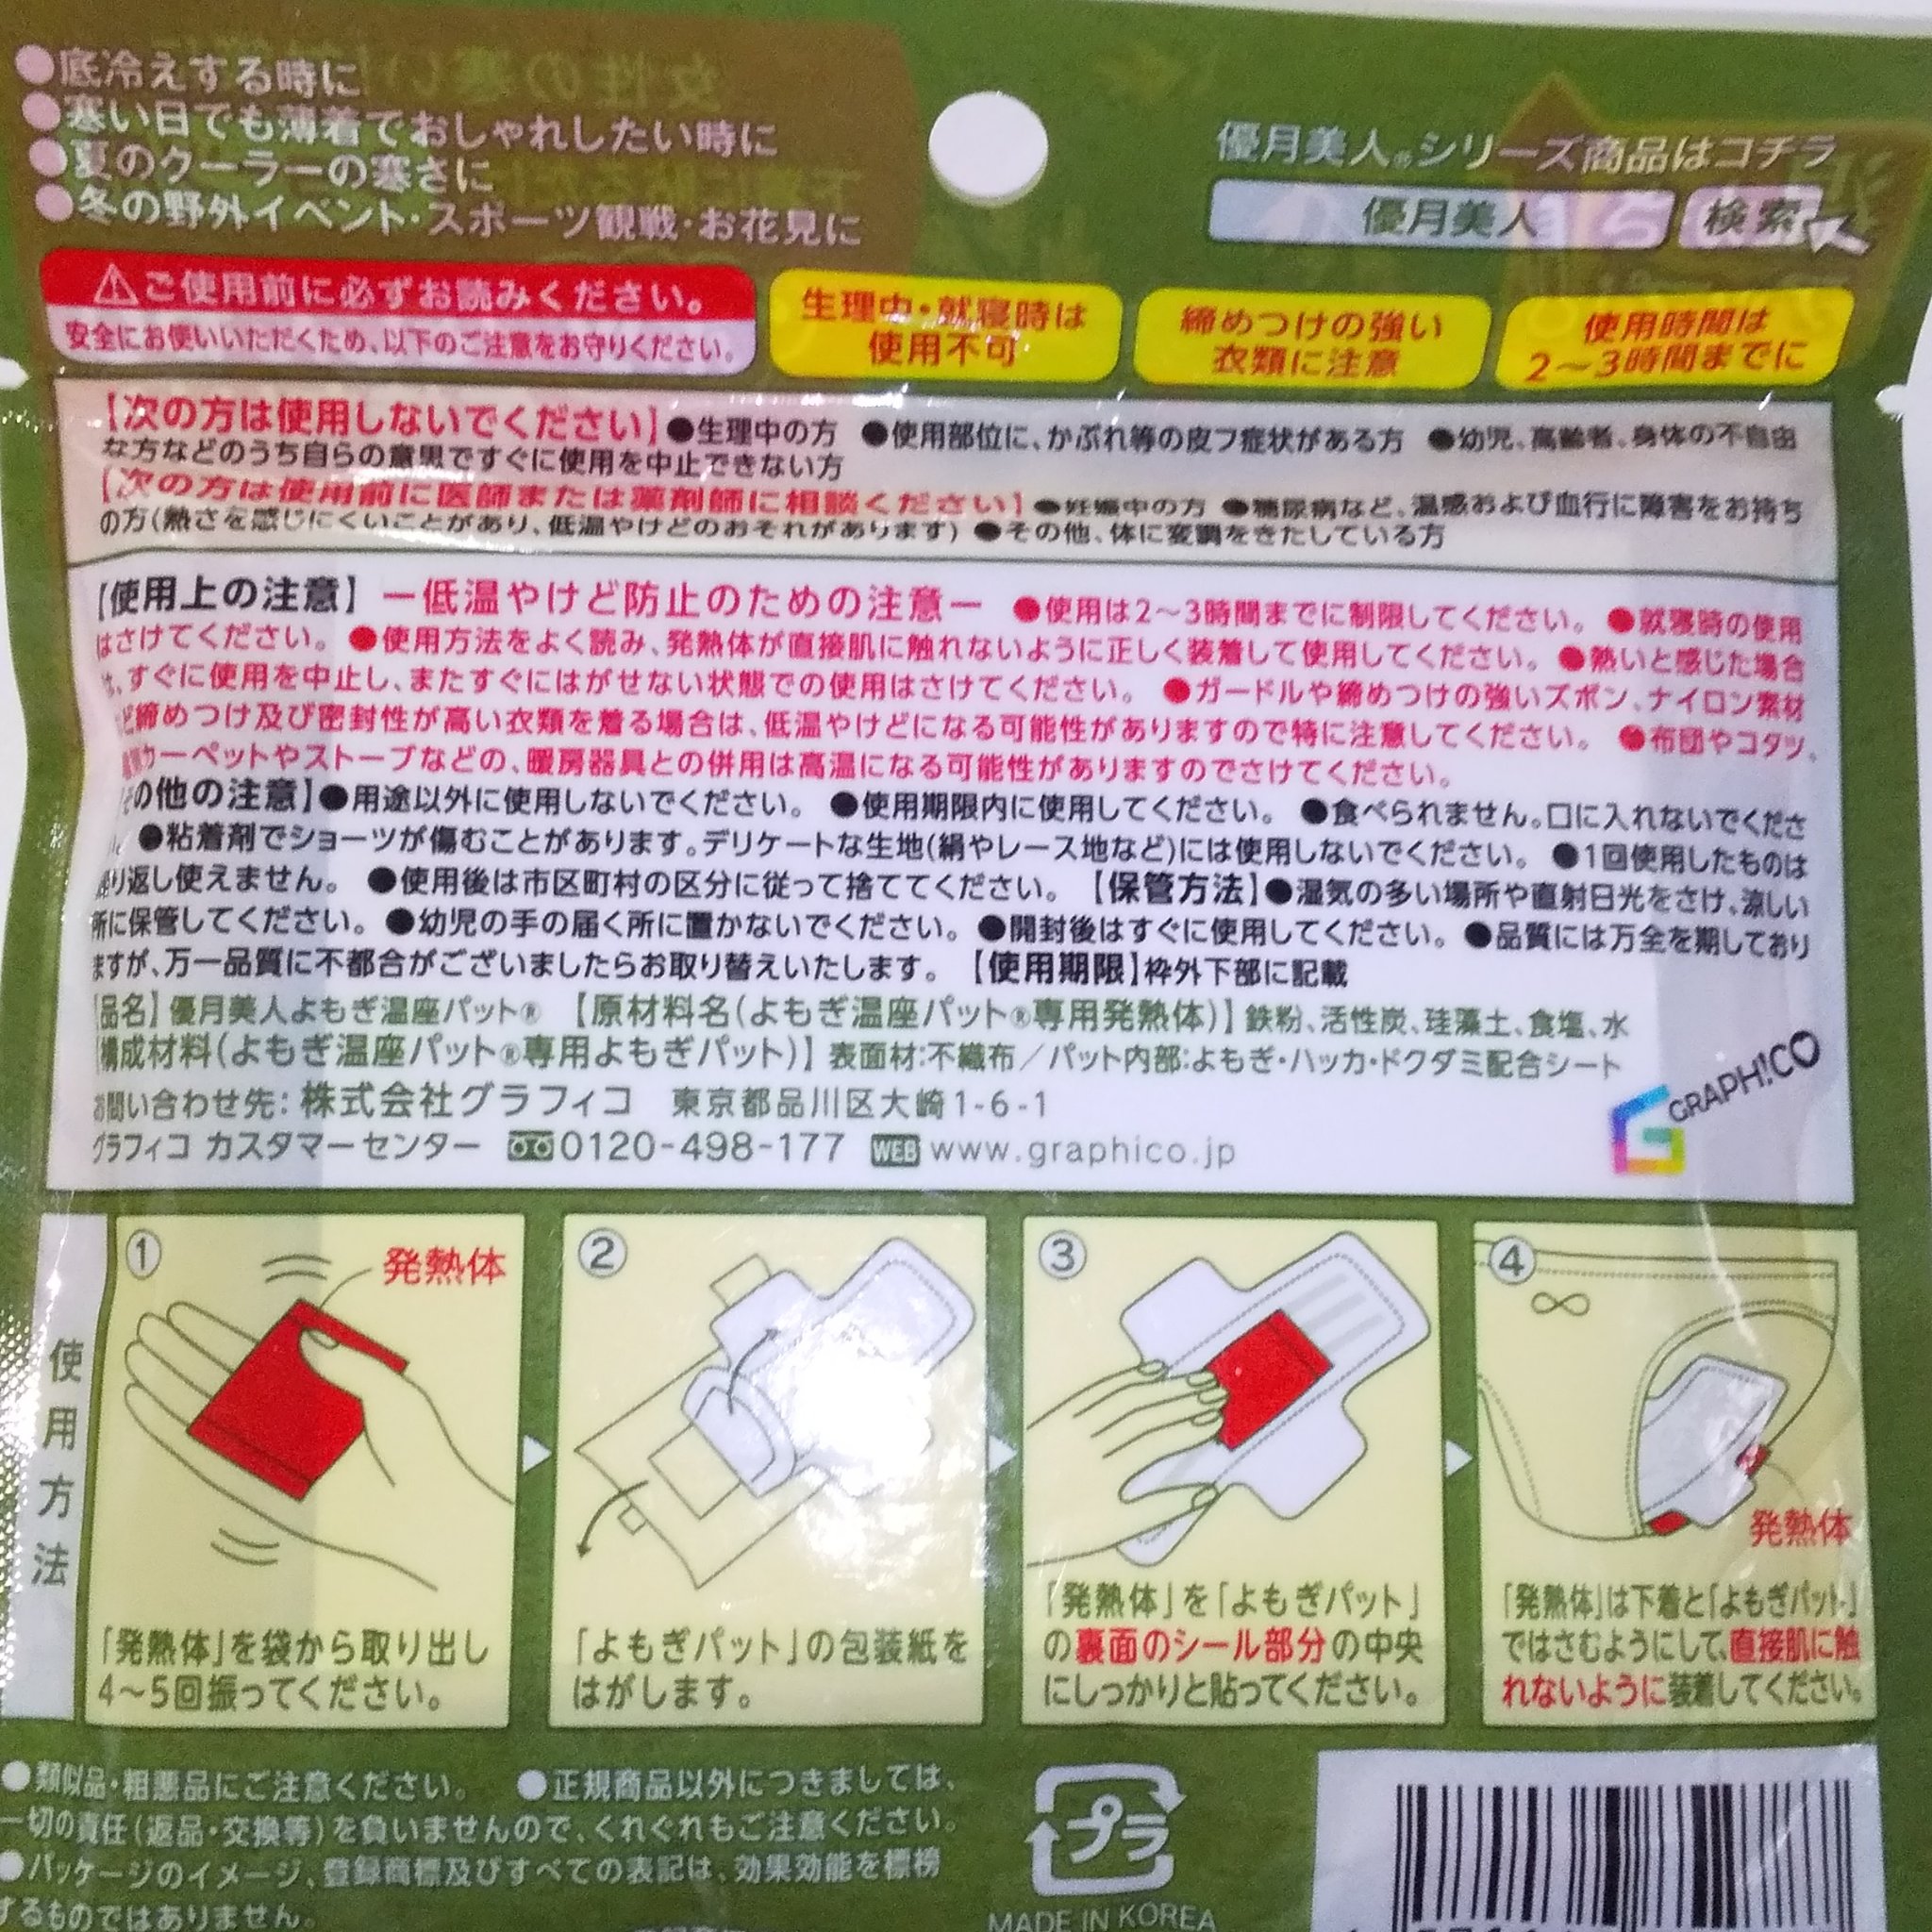 ●底冷えする時に
●寒い日でも薄着でおしゃれしたい時に
●夏のクーラーの寒さに
●冬の野外イベント・スポーツ観戦・お花見に
優月美人®シリーズ商品はコチラ
優月美人 検索
⚠ご使用前に必ずお読みください。
安全にお使いいただくため、以下のご注意をお守りください。
生理中・就寝時は
使用不可
締めつけの強い
衣類に注意
使用時間は
2〜3時間までに
【次の方は使用しないでください】●生理中の方 ●使用部位に、かぶれ等の皮フ症状がある方 ●幼児、高齢者、身体の不自由
な方などのうち自らの意思ですぐに使用を中止できない方
【次の方は使用前に医師または薬剤師に相談ください】●妊娠中の方 ●糖尿病など、温感および血行に障害をお持ち
の方(熱さを感じにくいことがあり、低温やけどのおそれがあります) ●その他、体に変調をきたしている方
【使用上の注意】 ー低温やけど防止のための注意ー ●使用は2〜3時間までに制限してください。 ●就寝時の使用
はさけてください。 ●使用方法をよく読み、発熱体が直接肌に触れないように正しく装着して使用してください。 ●熱いと感じた場合
は、すぐに使用を中止し、またすぐにはがせない状態での使用はさけてください。 ●ガードルや締めつけの強いズボン、ナイロン素材
ど締めつけ及び密封性が高い衣類を着る場合は、低温やけどになる可能性がありますので特に注意してください。 ●布団やコタツ、
カーペットやストーブなどの、暖房器具との併用は高温になる可能性がありますのでさけてください。
その他の注意】●用途以外に使用しないでください。 ●使用期限内に使用してください。 ●食べられません。口に入れないでくださ
い。 ●粘着剤でショーツが傷むことがあります。デリケートな生地(絹やレース地など)には使用しないでください。 ●1回使用したものは
り返し使えません。 ●使用後は市区町村の区分に従って捨ててください。 【保管方法】●湿気の多い場所や直射日光をさけ、涼しい
所に保管してください。 ●幼児の手の届く所に置かないでください。 ●開封後はすぐに使用してください。 ●品質には万全を期しており
ますが、万一品質に不都合がございましたらお取り替えいたします。 【使用期限】枠外下部に記載
【品名】優月美人よもぎ温座パット® 【原材料名(よもぎ温座パット®専用発熱体)】鉄粉、活性炭、珪藻土、食塩、水
【構成材料(よもぎ温座パット®専用よもぎパット)】表面材:不織布／パット内部:よもぎ・ハッカ・ドクダミ配合シート
お問い合わせ先: 株式会社グラフィコ 東京都品川区大崎1-6-1
グラフィコ カスタマーセンター 0120-498-177 WEB www.graphico.jp
GRAPH!CO
使用方法
①
発熱体
「発熱体」を袋から取り出し
4〜5回振ってください。
②
「よもぎパット」の包装紙を
はがします。
③
「発熱体」を「よもぎパット」
の裏面のシール部分の中央
にしっかりと貼ってください。
④
発熱体
「発熱体」は下着と「よもぎパット」
ではさむようにして、直接肌に触
れないように装着してください。
●類似品・粗悪品にご注意ください。 ●正規商品以外につきましては、
一切の責任(返品・交換等)を負いませんので、くれぐれもご注意ください。
●パッケージのイメージ、登録商標及びすべての表記は、効果効能を標榜
するものではありません。
プラ
MADE IN KOREA